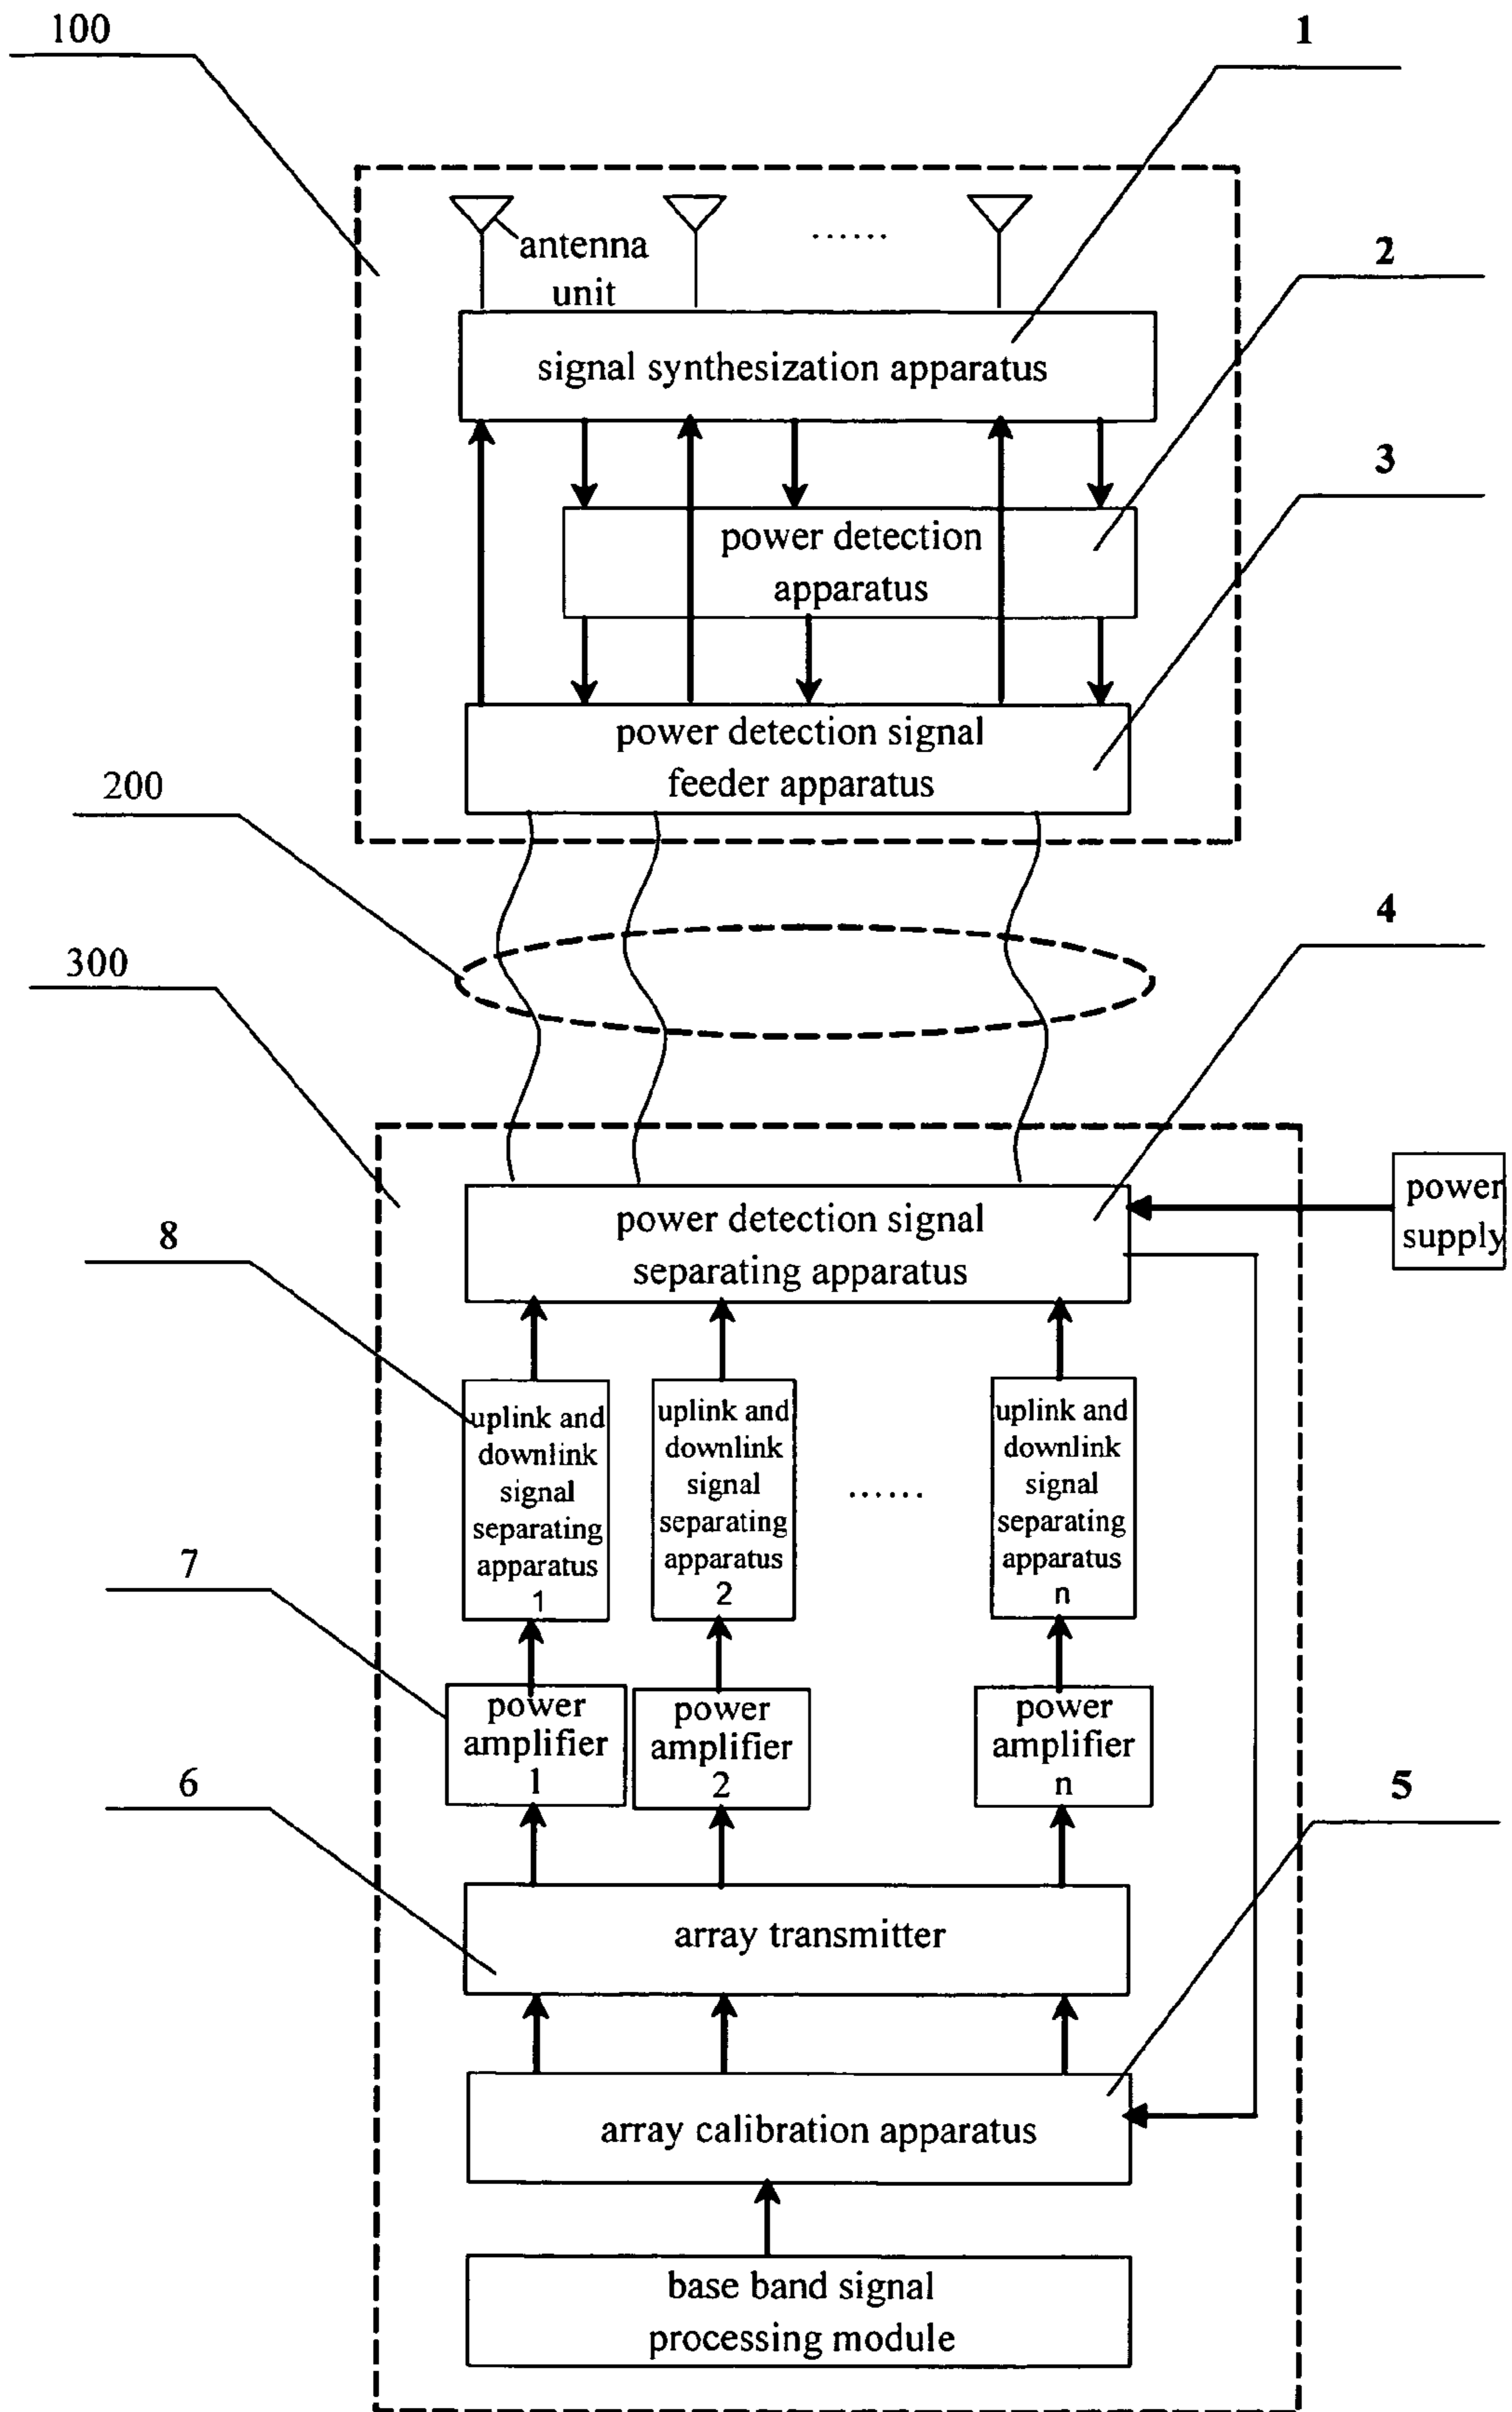 100
1
antenna
unit
......
2
signal synthesization apparatus
3
power detection
apparatus
power detection signal
feeder apparatus
200
4
300
power detection signal
separating apparatus
power
supply
8
uplink and
downlink
signal
separating
apparatus
1
uplink and
downlink
signal
separating
apparatus
2
......
uplink and
downlink
signal
separating
apparatus
n
7
power
amplifier
1
power
amplifier
2
power
amplifier
n
6
5
array transmitter
array calibration apparatus
base band signal
processing module